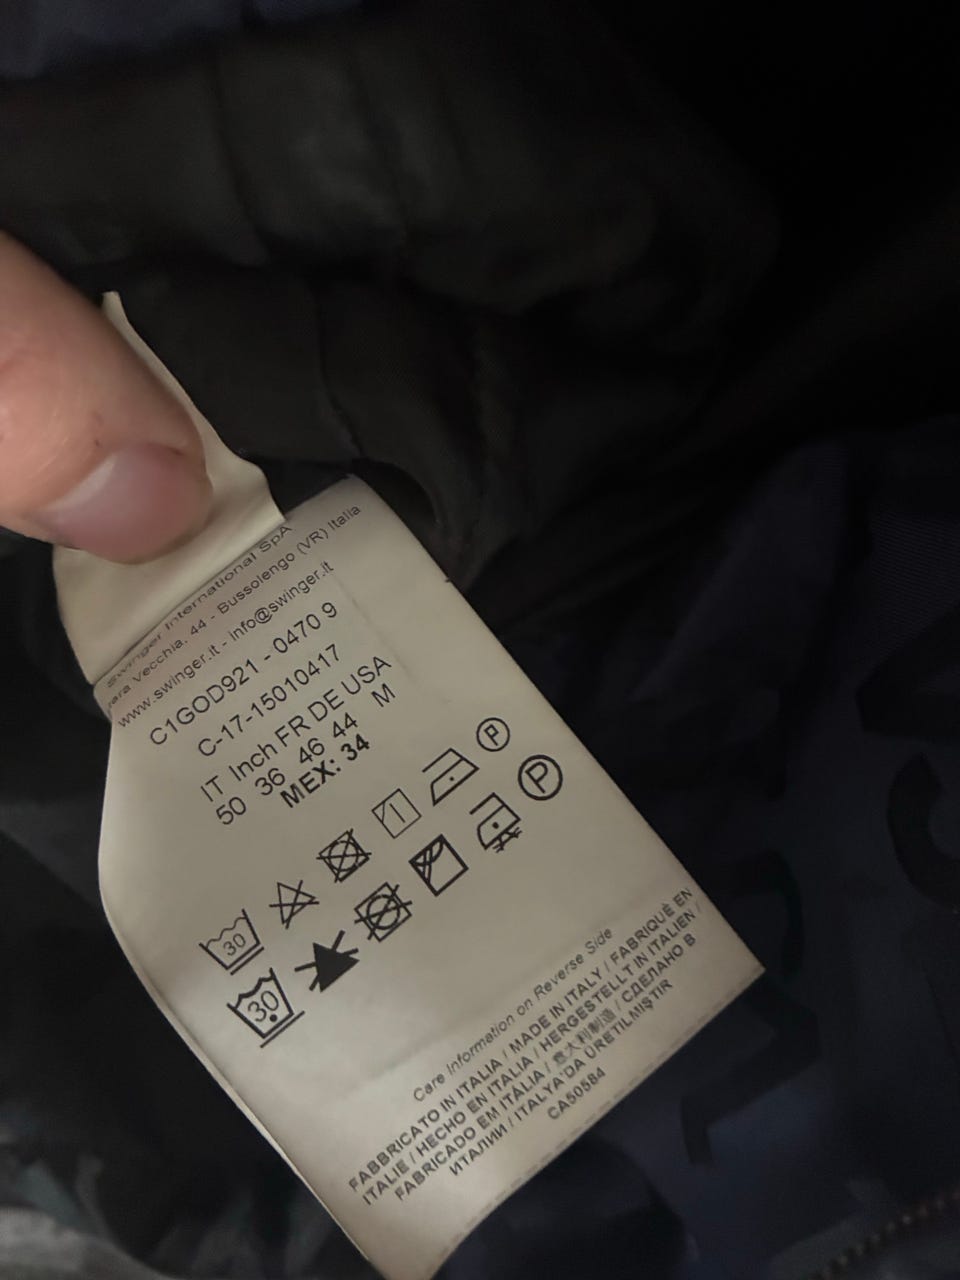 Swinger International SpA
Vecchia, 44 - Bussolengo (VR) Italia
www.swinger.it - info@swinger.it
C1GOD921 - 0470 9
C-17-15010417
IT Inch FR DE USA
50 36 46 44 M
MEX: 34
30
P
30
P
Care Information on Reverse Side
FABBRICATO IN ITALIA / MADE IN ITALY / FABRIQUÉ EN
ITALIE / HECHO EN ITALIA / HERGESTELLT IN ITALIEN /
FABRICADO EM ITÁLIA / 意大利制造 / СДЕЛАНО В
ИТАЛИИ / ITALYA'DA ÜRETILMIŞTIR
CA50584